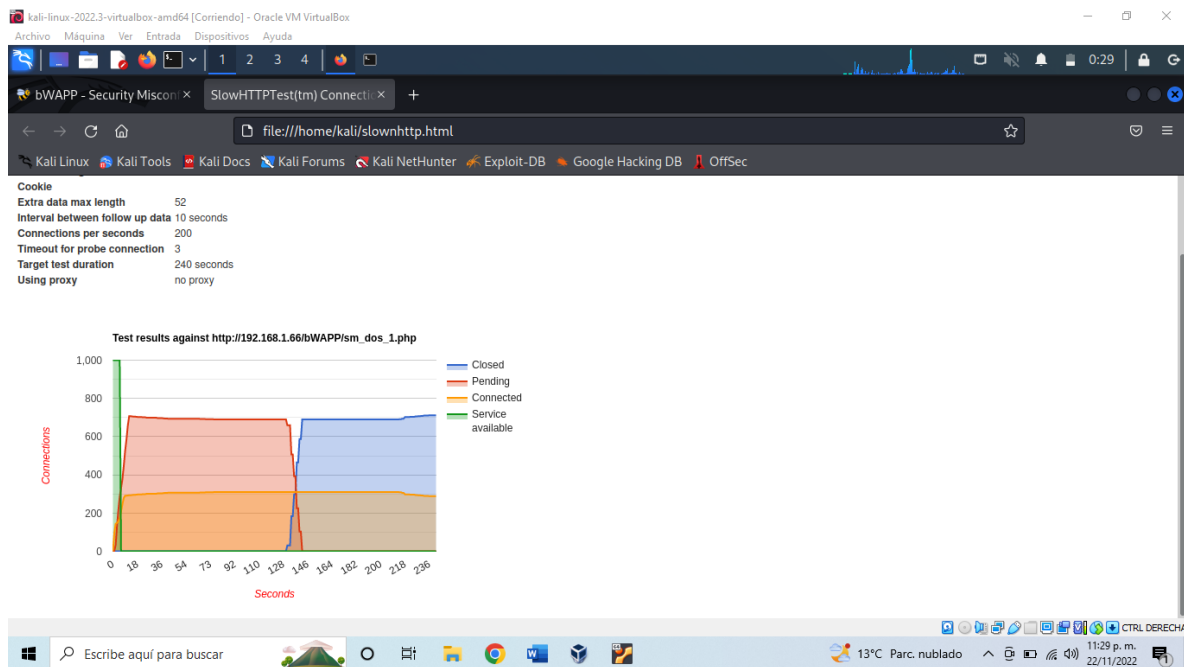 kali-linux-2022.3-virtualbox-amd64 [Corriendo] - Oracle VM VirtualBox
Archivo Máquina Ver Entrada Dispositivos Ayuda
1 2 3 4 0:29
bWAPP - Security Miscon SlowHTTPTest(tm) Connectio
file:///home/kali/slownhttp.html
Kali Linux Kali Tools Kali Docs Kali Forums Kali NetHunter Exploit-DB Google Hacking DB OffSec
Cookie
Extra data max length 52
Interval between follow up data 10 seconds
Connections per seconds 200
Timeout for probe connection 3
Target test duration 240 seconds
Using proxy no proxy
Test results against http://192.168.1.66/bWAPP/sm_dos_1.php
1,000
800
600
400
200
0
Connections
0 18 36 54 73 92 110 128 146 164 182 200 218 236
Seconds
Closed
Pending
Connected
Service
available
CTRL DERECHA
Escribe aquí para buscar
13°C Parc. nublado
11:29 p. m.
22/11/2022